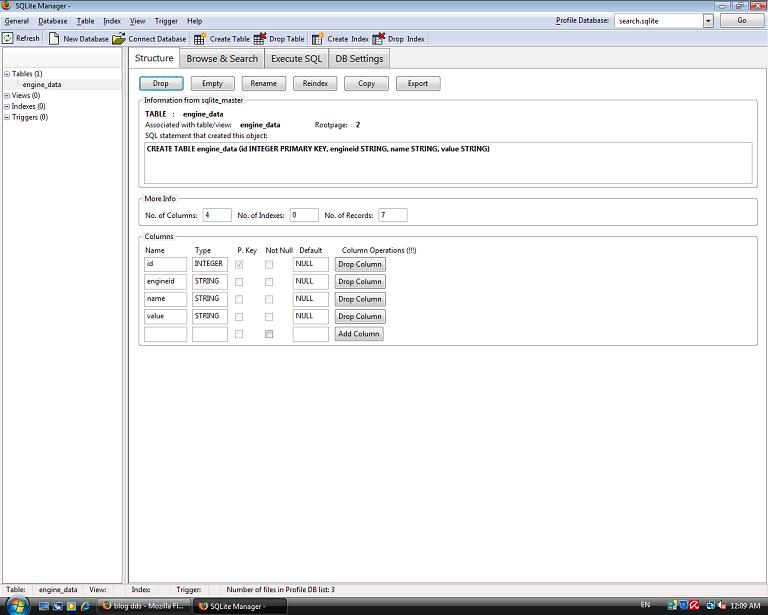 SQLite Manager -
General Database Table Index View Trigger Help Profile Database: search.sqlite Go
Refresh New Database Connect Database Create Table Drop Table Create Index Drop Index
Structure Browse & Search Execute SQL DB Settings
Tables (1)
engine_data
Views (0)
Indexes (0)
Triggers (0)
Drop Empty Rename Reindex Copy Export
Information from sqlite_master
TABLE : engine_data
Associated with table/view: engine_data Rootpage: 2
SQL statement that created this object:
CREATE TABLE engine_data (id INTEGER PRIMARY KEY, engineid STRING, name STRING, value STRING)
More Info
No. of Columns: 4 No. of Indexes: 0 No. of Records: 7
Columns
Name Type P. Key Not Null Default Column Operations (!!!)
id INTEGER NULL Drop Column
engineid STRING NULL Drop Column
name STRING NULL Drop Column
value STRING NULL Drop Column
Add Column
Table: engine_data View: Index: Trigger: Number of files in Profile DB list: 3
blog dds - Mozilla Fi... SQLite Manager - EN 12:09 AM